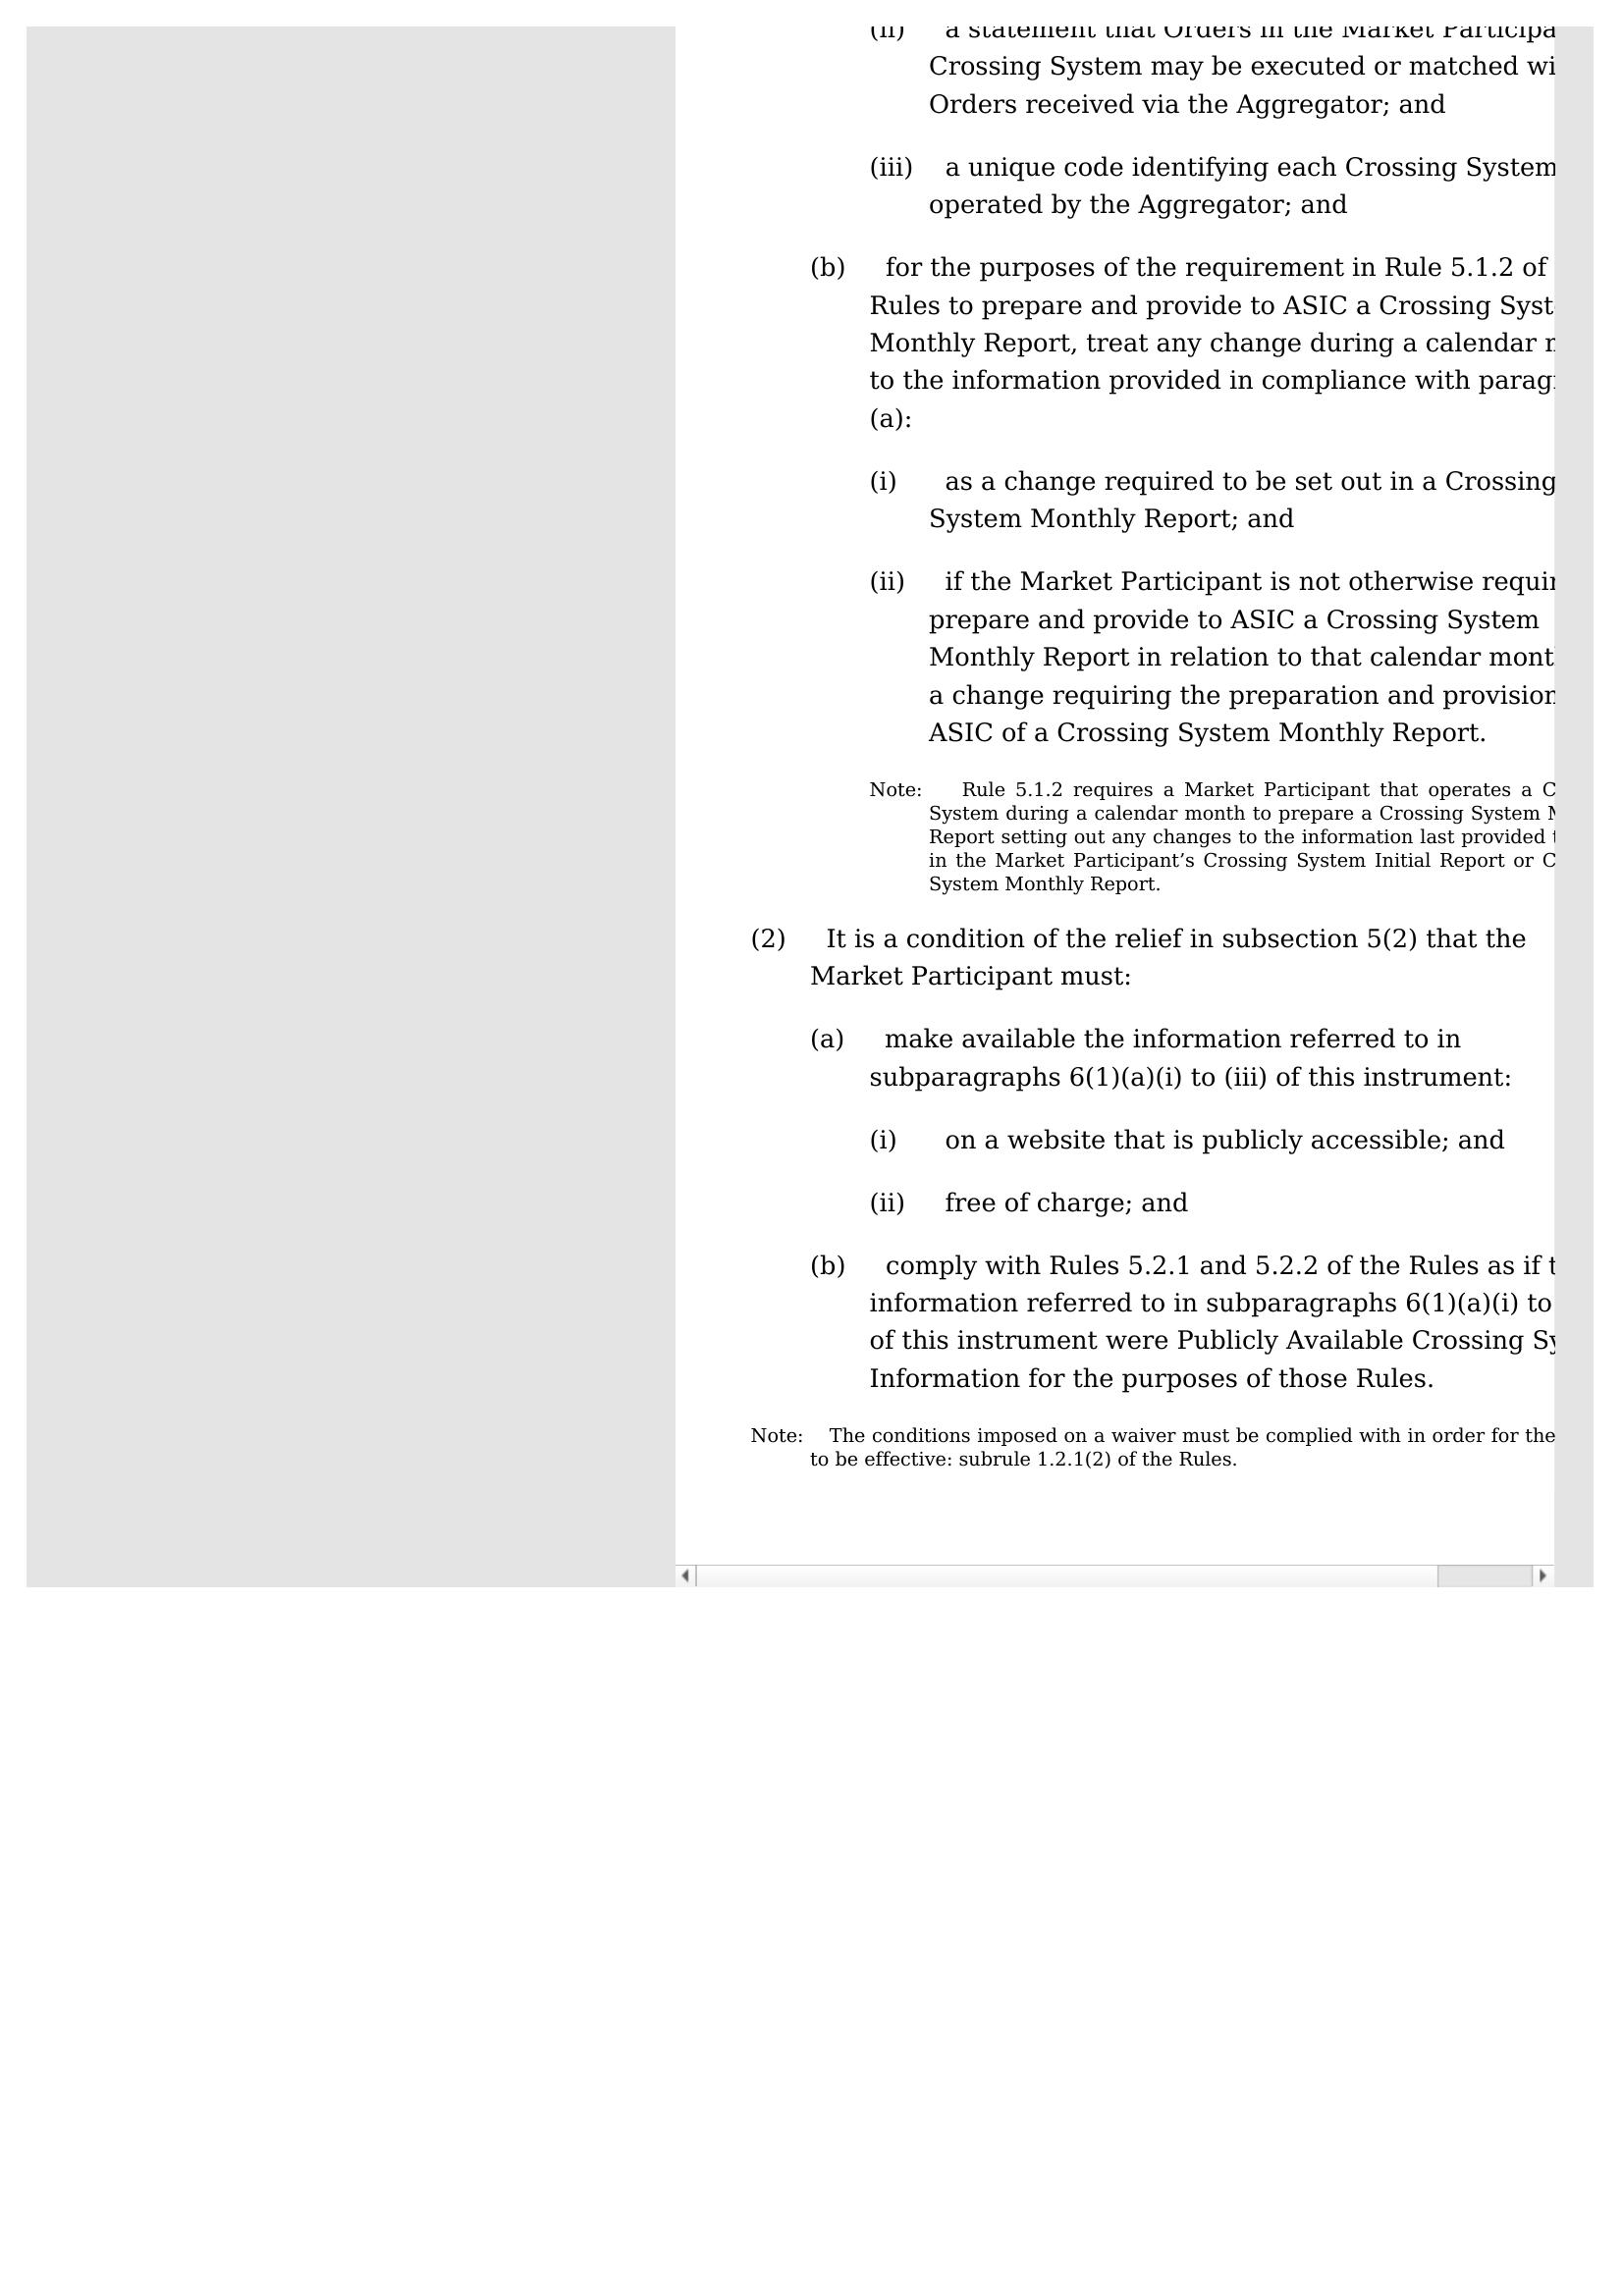 (ii) a statement that Orders in the Market
Crossing System may be executed or matched
Orders received via the Aggregator; and
(iii) a unique code identifying each Crossing System
operated by the Aggregator; and
(b) for the purposes of the requirement in Rule 5.1.2 of
Rules to prepare and provide to ASIC a Crossing
Monthly Report, treat any change during a calendar
to the information provided in compliance with
(a):
(i) as a change required to be set out in a Crossing
System Monthly Report; and
(ii) if the Market Participant is not otherwise
prepare and provide to ASIC a Crossing System
Monthly Report in relation to that calendar
a change requiring the preparation and provision
ASIC of a Crossing System Monthly Report.
Note: Rule 5.1.2 requires a Market Participant that operates a
System during a calendar month to prepare a Crossing System
Report setting out any changes to the information last provided
in the Market Participant’s Crossing System Initial Report or
System Monthly Report.
(2) It is a condition of the relief in subsection 5(2) that the
Market Participant must:
(a) make available the information referred to in
subparagraphs 6(1)(a)(i) to (iii) of this instrument:
(i) on a website that is publicly accessible; and
(ii) free of charge; and
(b) comply with Rules 5.2.1 and 5.2.2 of the Rules as if
information referred to in subparagraphs 6(1)(a)(i) to
of this instrument were Publicly Available Crossing
Information for the purposes of those Rules.
Note: The conditions imposed on a waiver must be complied with in order for the
to be effective: subrule 1.2.1(2) of the Rules.